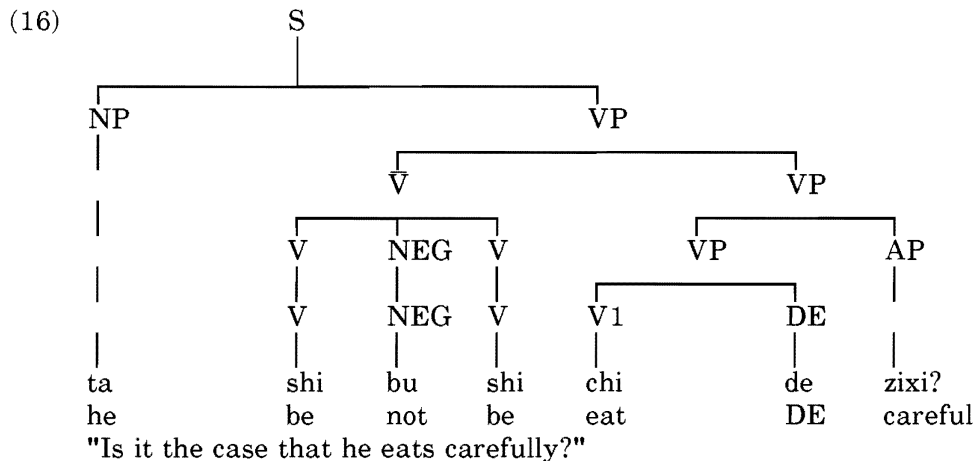 (16) S
NP VP
V̄ VP
V NEG V VP AP
V NEG V V1 DE
ta shi bu shi chi de zixi?
he be not be eat DE careful
"Is it the case that he eats carefully?"